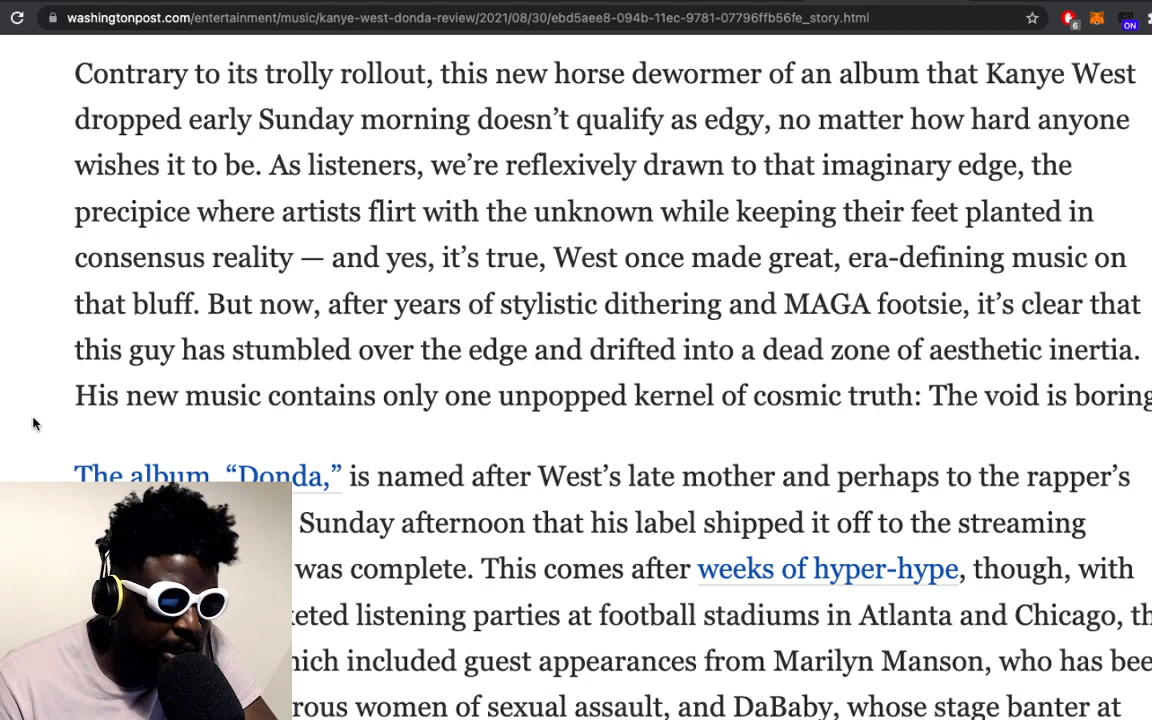 washingtonpost.com/entertainment/music/kanye-west-donda-review/2021/08/30/ebd5aee8-094b-11ec-9781-07796ffb56fe_story.html
6
ON
Contrary to its trolly rollout, this new horse dewormer of an album that Kanye West
dropped early Sunday morning doesn’t qualify as edgy, no matter how hard anyone
wishes it to be. As listeners, we’re reflexively drawn to that imaginary edge, the
precipice where artists flirt with the unknown while keeping their feet planted in
consensus reality — and yes, it’s true, West once made great, era-defining music on
that bluff. But now, after years of stylistic dithering and MAGA footsie, it’s clear that
this guy has stumbled over the edge and drifted into a dead zone of aesthetic inertia.
His new music contains only one unpopped kernel of cosmic truth: The void is boring
The album, “Donda,” is named after West’s late mother and perhaps to the rapper’s
Sunday afternoon that his label shipped it off to the streaming
was complete. This comes after weeks of hyper-hype, though, with
keted listening parties at football stadiums in Atlanta and Chicago, th
hich included guest appearances from Marilyn Manson, who has bee
rous women of sexual assault, and DaBaby, whose stage banter at